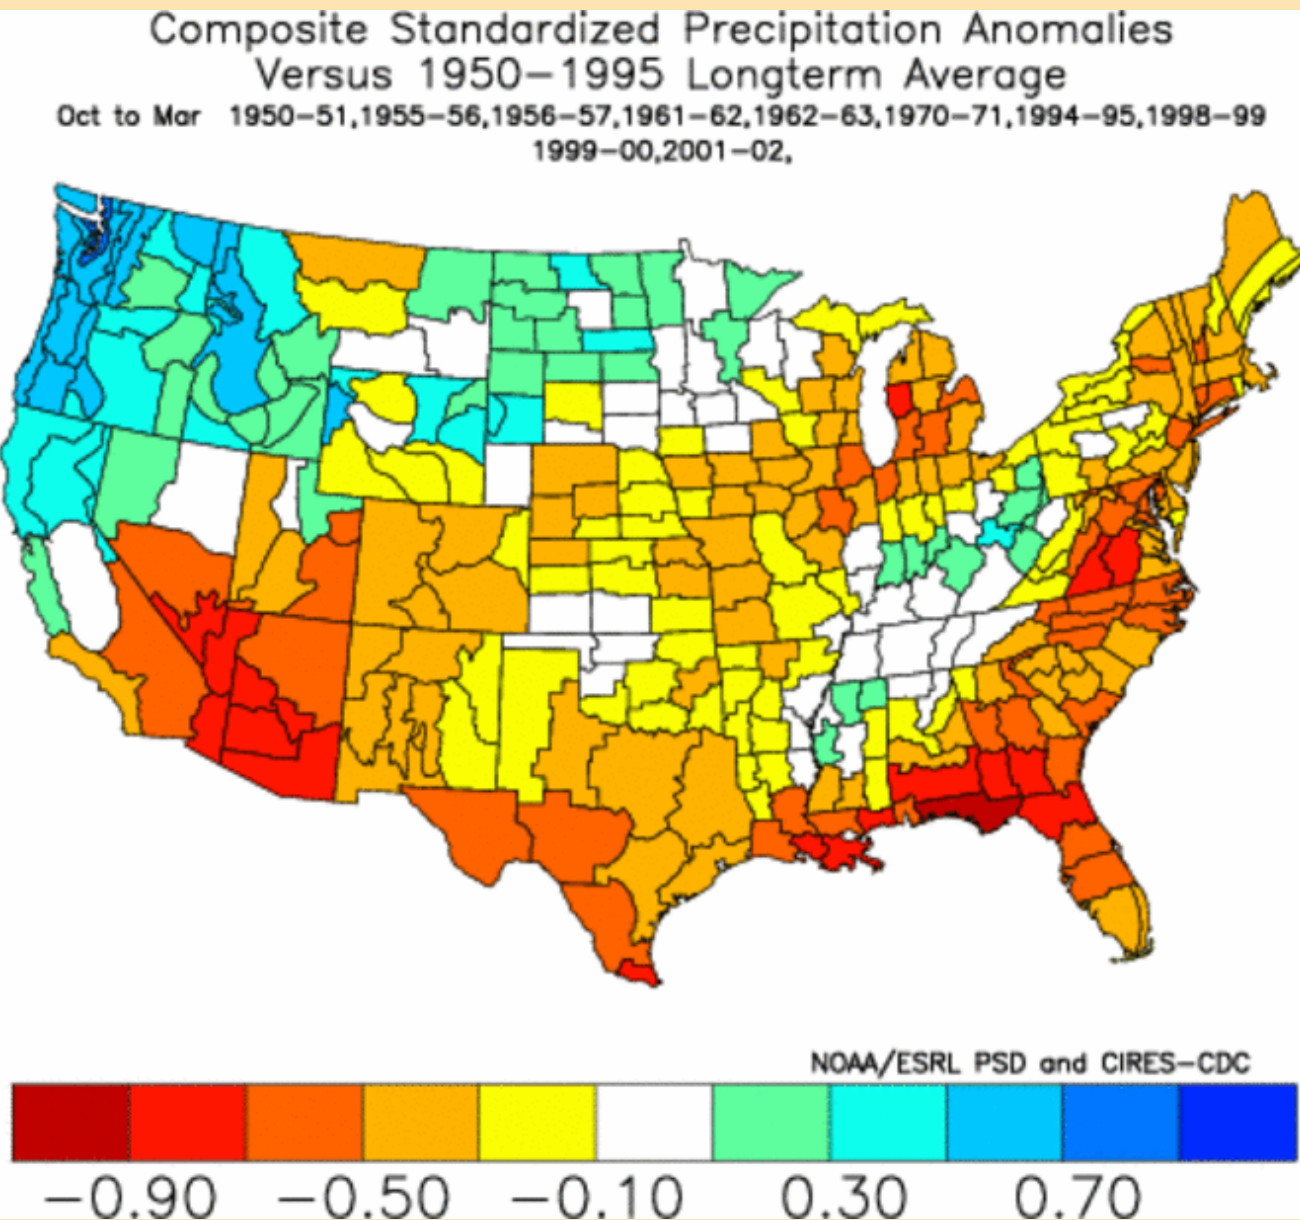 Composite Standardized Precipitation Anomalies
Versus 1950-1995 Longterm Average
Oct to Mar 1950-51,1955-56,1956-57,1961-62,1962-63,1970-71,1994-95,1998-99
1999-00,2001-02,
NOAA/ESRL PSD and CIRES-CDC
-0.90 -0.50 -0.10 0.30 0.70